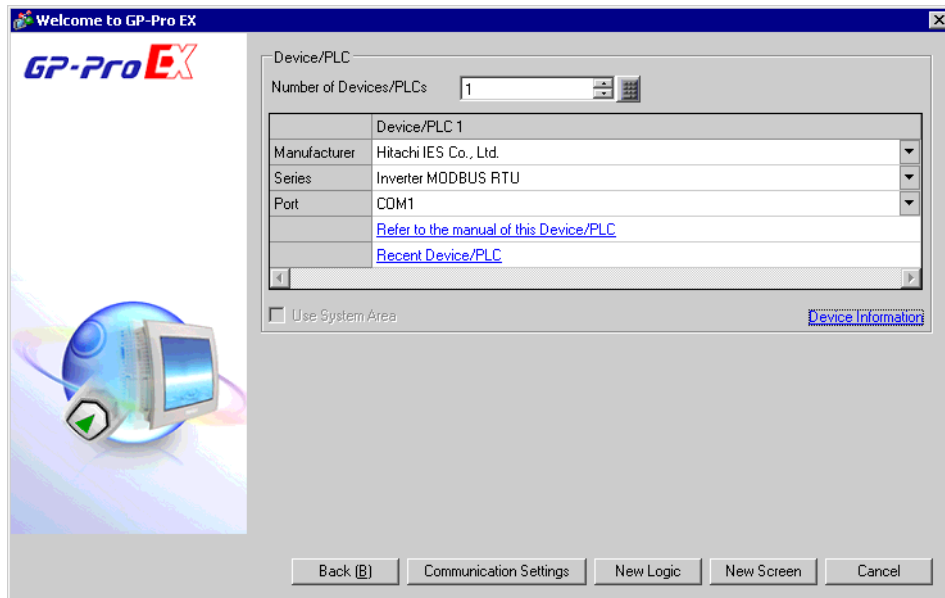 Welcome to GP-Pro EX
GP-Pro EX
Device/PLC
Number of Devices/PLCs 1
Device/PLC 1
Manufacturer Hitachi IES Co., Ltd.
Series Inverter MODBUS RTU
Port COM1
Refer to the manual of this Device/PLC
Recent Device/PLC
Use System Area Device Information
Back (B) Communication Settings New Logic New Screen Cancel